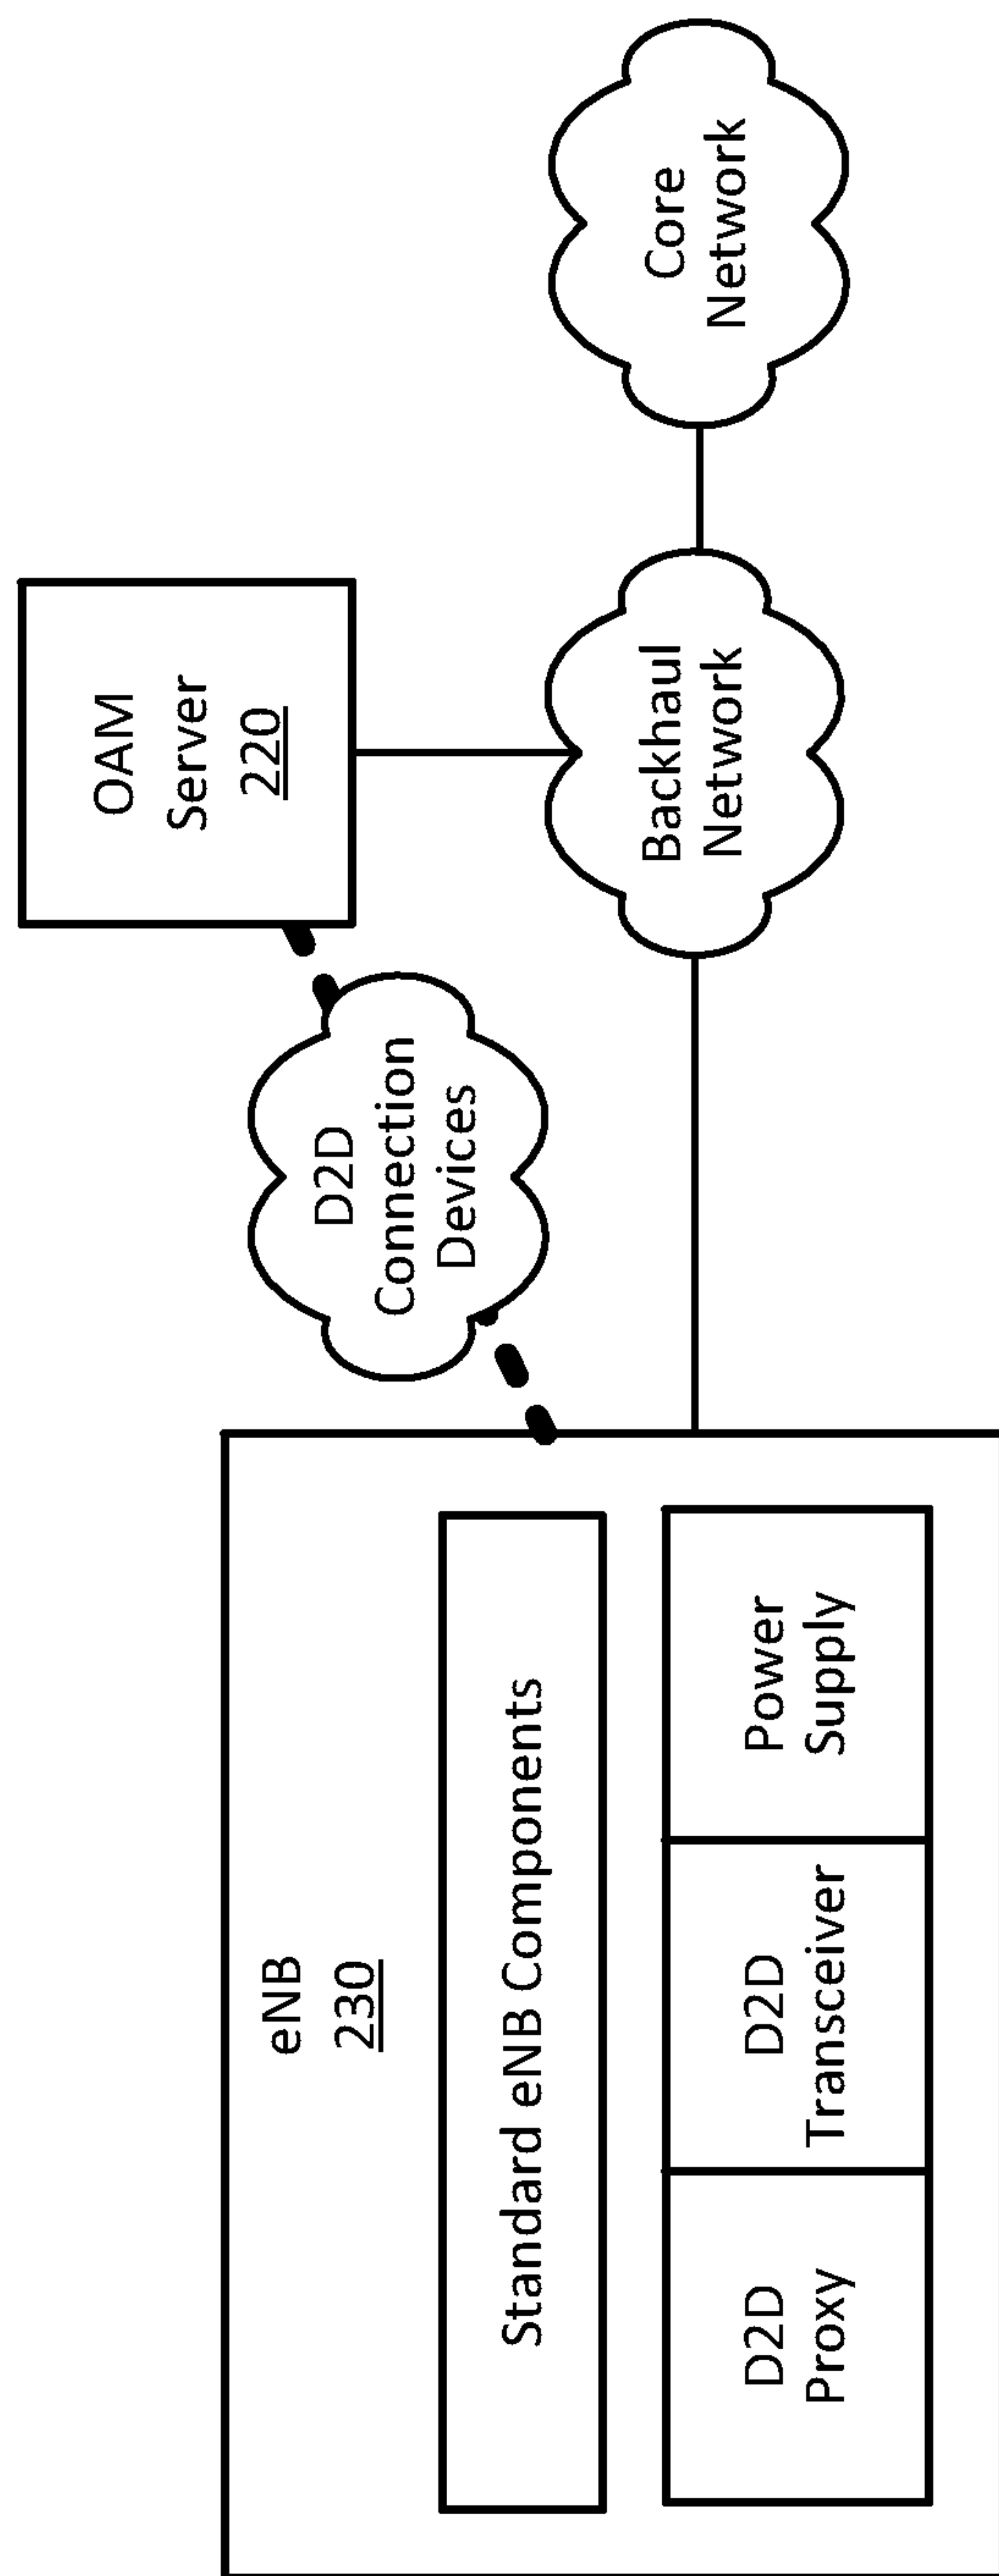 eNB
230
Standard eNB Components
D2D
Proxy
D2D
Transceiver
Power
Supply
D2D
Connection
Devices
OAM
Server
220
Backhaul
Network
Core
Network